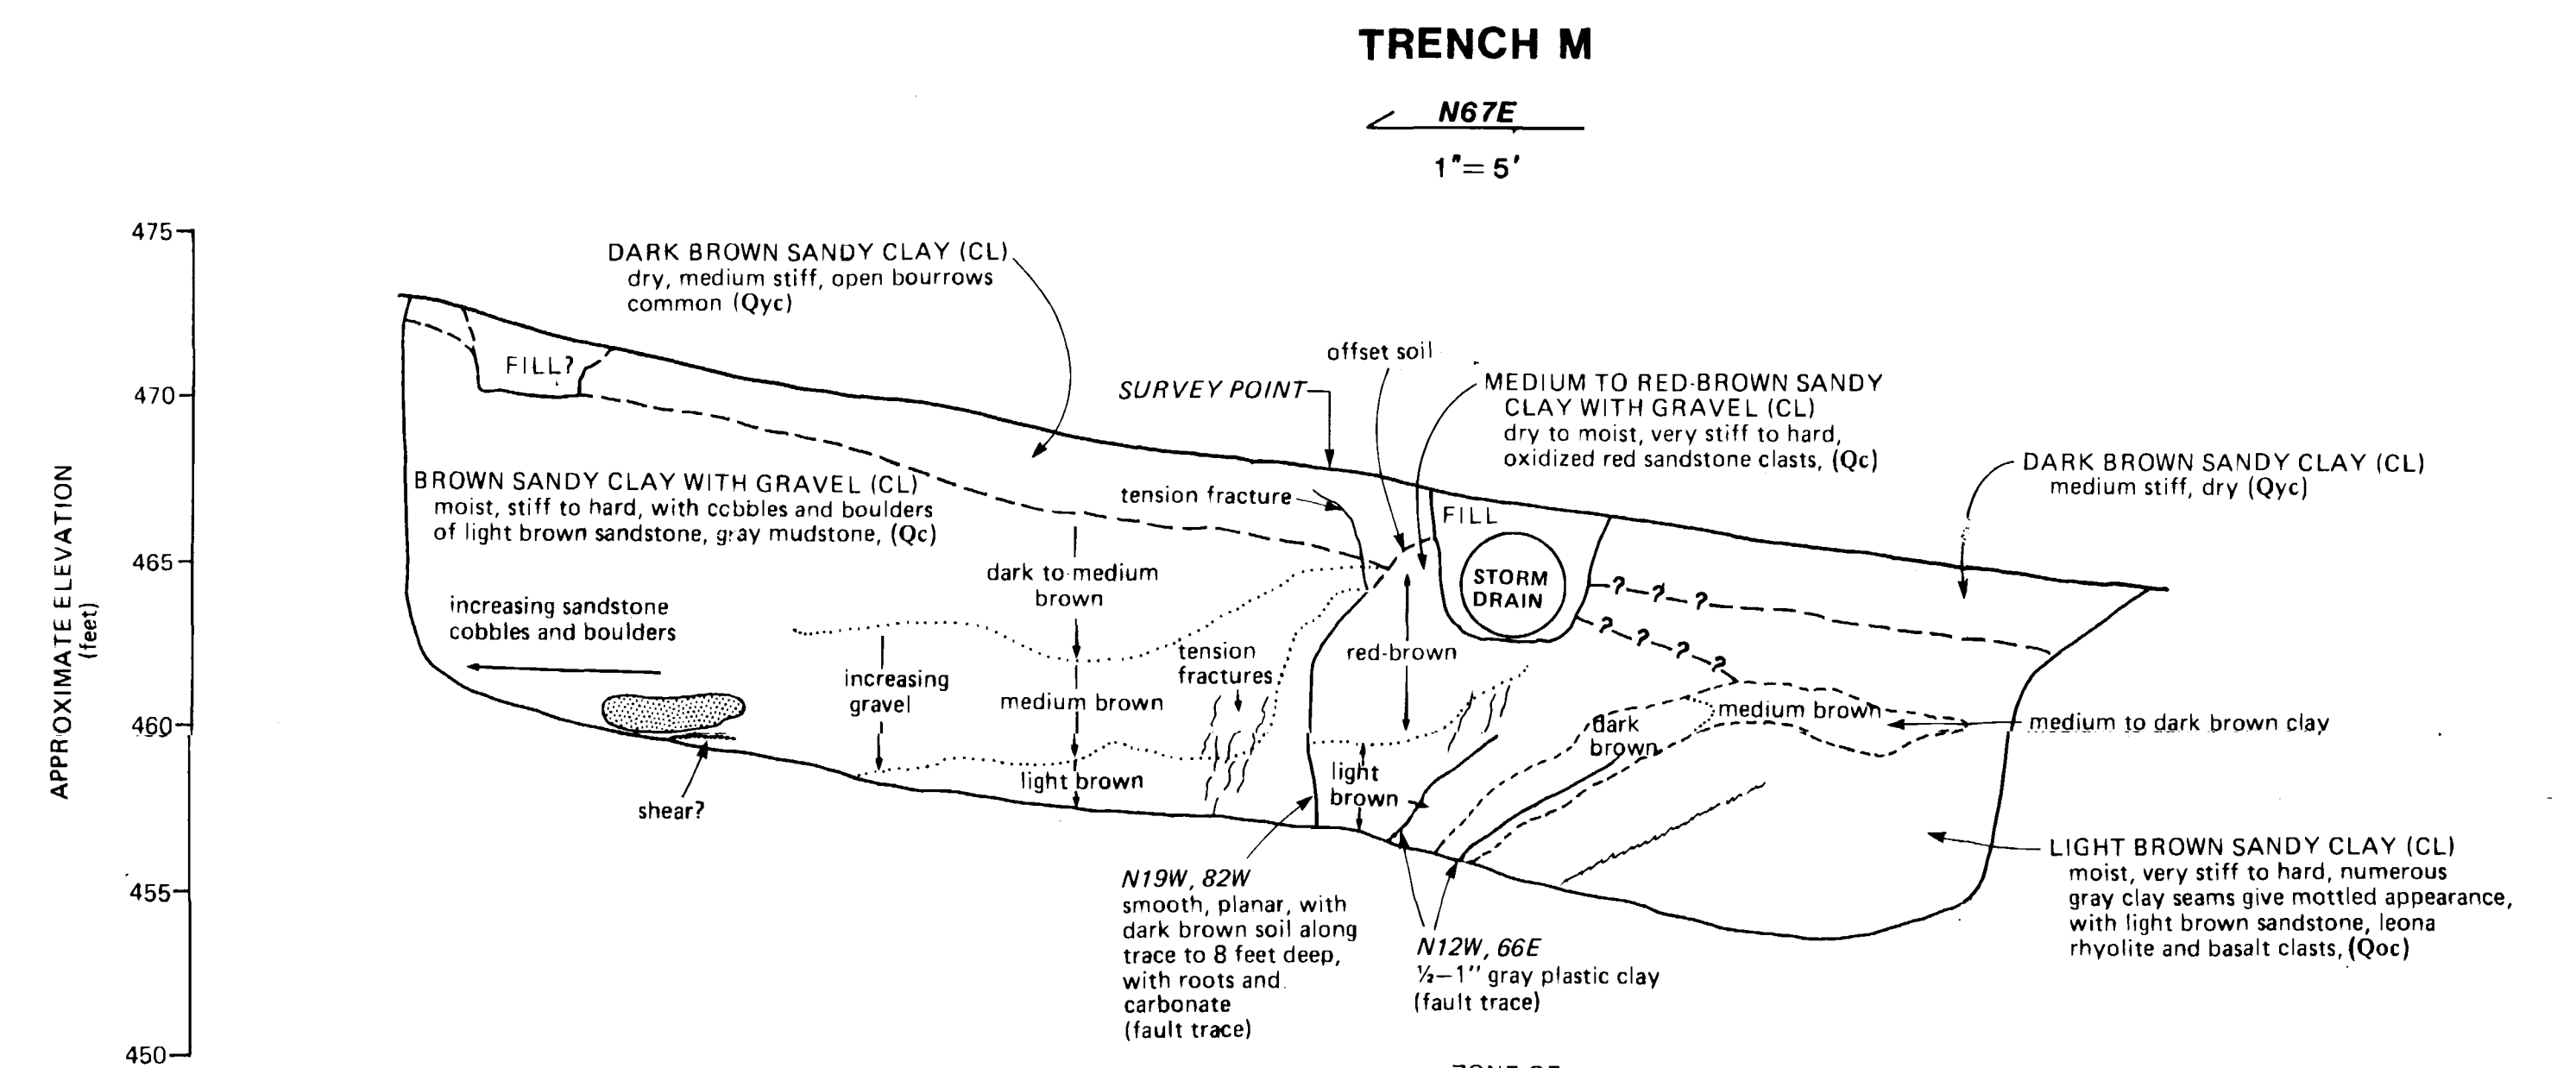 TRENCH M
N67E
1"= 5'
APPROXIMATE ELEVATION
(feet)
475
470
465
460
455
450
DARK BROWN SANDY CLAY (CL)
dry, medium stiff, open bourrows
common (Qyc)
FILL?
offset soil
SURVEY POINT
MEDIUM TO RED-BROWN SANDY
CLAY WITH GRAVEL (CL)
dry to moist, very stiff to hard,
oxidized red sandstone clasts, (Qc)
DARK BROWN SANDY CLAY (CL)
medium stiff, dry (Qyc)
BROWN SANDY CLAY WITH GRAVEL (CL)
moist, stiff to hard, with cobbles and boulders
of light brown sandstone, gray mudstone, (Qc)
tension fracture
FILL
STORM
DRAIN
dark to medium
brown
increasing sandstone
cobbles and boulders
? ? ?
? ? ? ?
tension
fractures
red-brown
increasing
gravel
medium brown
dark
brown
medium brown
medium to dark brown clay
light brown
light
brown
shear?
LIGHT BROWN SANDY CLAY (CL)
moist, very stiff to hard, numerous
gray clay seams give mottled appearance,
with light brown sandstone, leona
rhyolite and basalt clasts, (Qoc)
N19W, 82W
smooth, planar, with
dark brown soil along
trace to 8 feet deep,
with roots and
carbonate
(fault trace)
N12W, 66E
½–1" gray plastic clay
(fault trace)